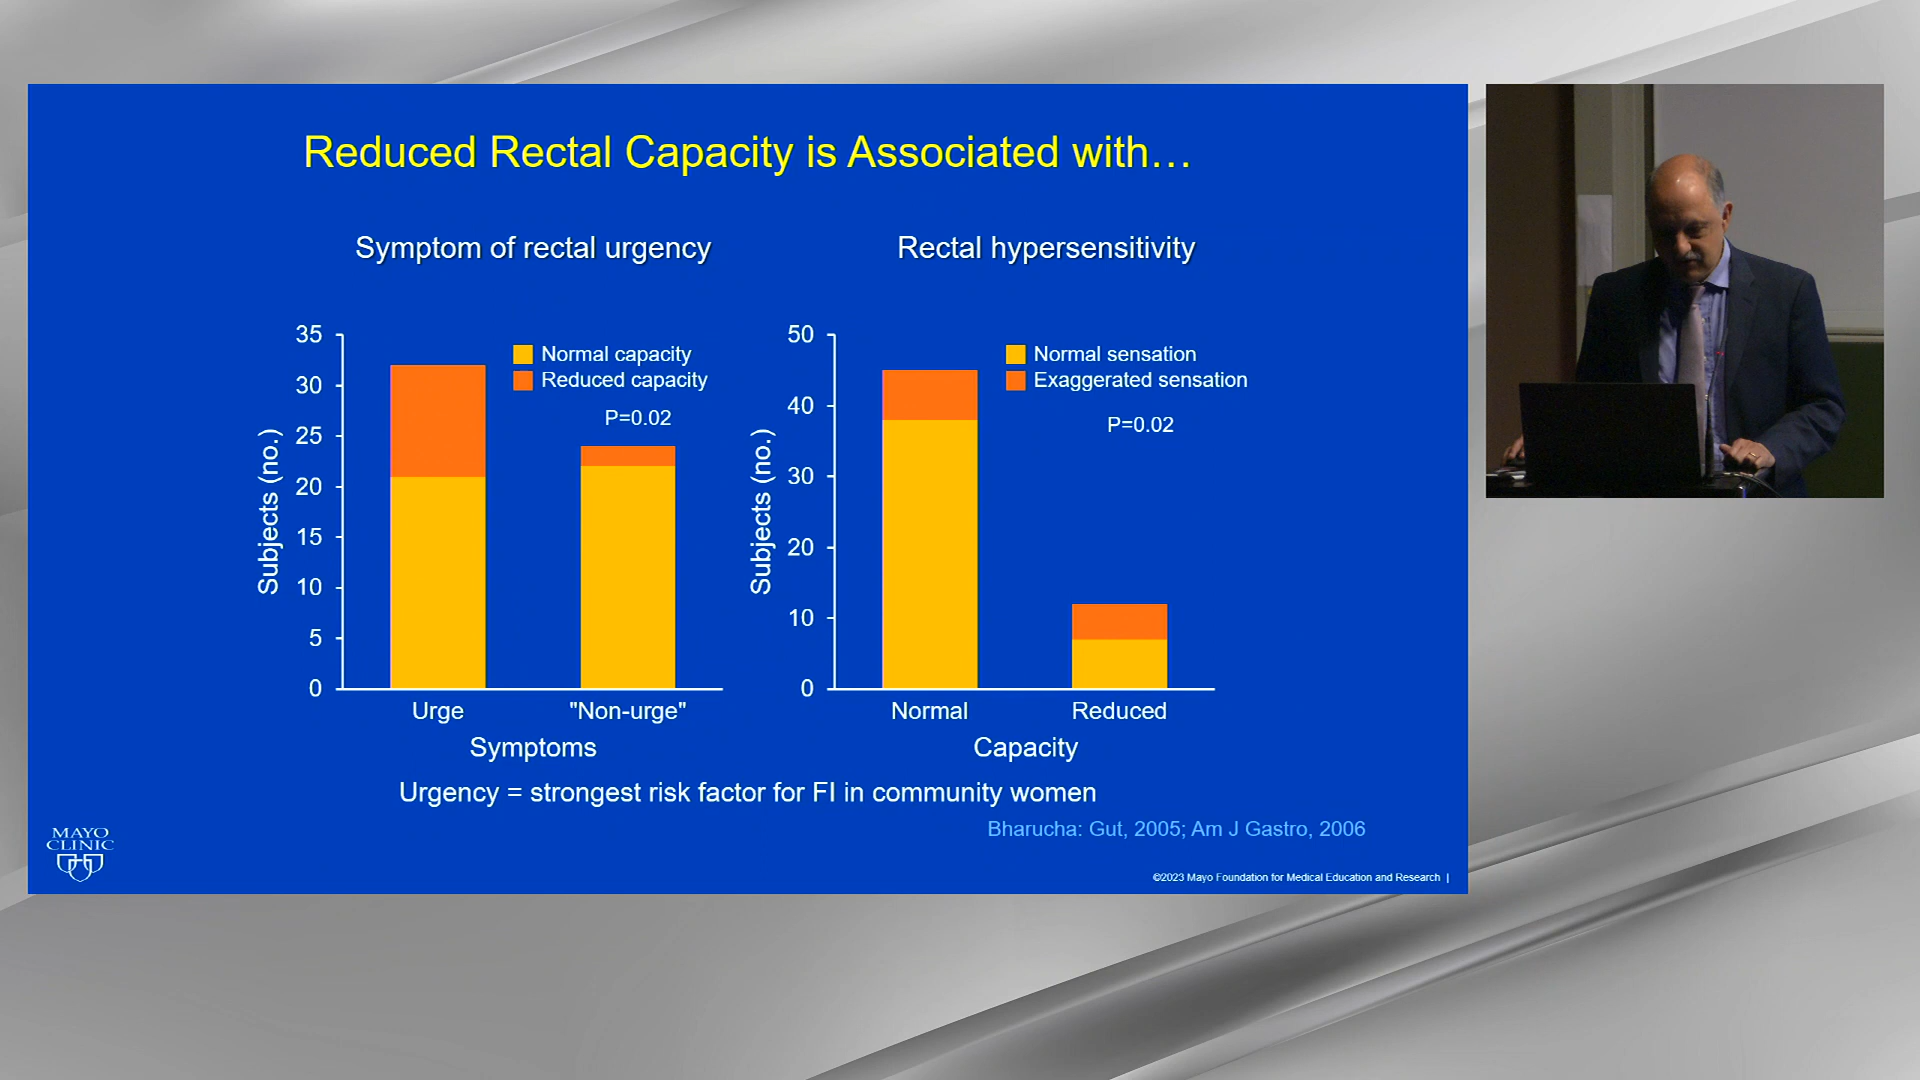 Reduced Rectal Capacity is Associated with…
Symptom of rectal urgency
35
30
25
20
15
10
5
0
Subjects (no.)
Normal capacity
Reduced capacity
P=0.02
Urge
"Non-urge"
Symptoms
Rectal hypersensitivity
50
40
30
20
10
0
Subjects (no.)
Normal sensation
Exaggerated sensation
P=0.02
Normal
Reduced
Capacity
Urgency = strongest risk factor for FI in community women
Bharucha: Gut, 2005; Am J Gastro, 2006
MAYO
CLINIC
©2023 Mayo Foundation for Medical Education and Research |